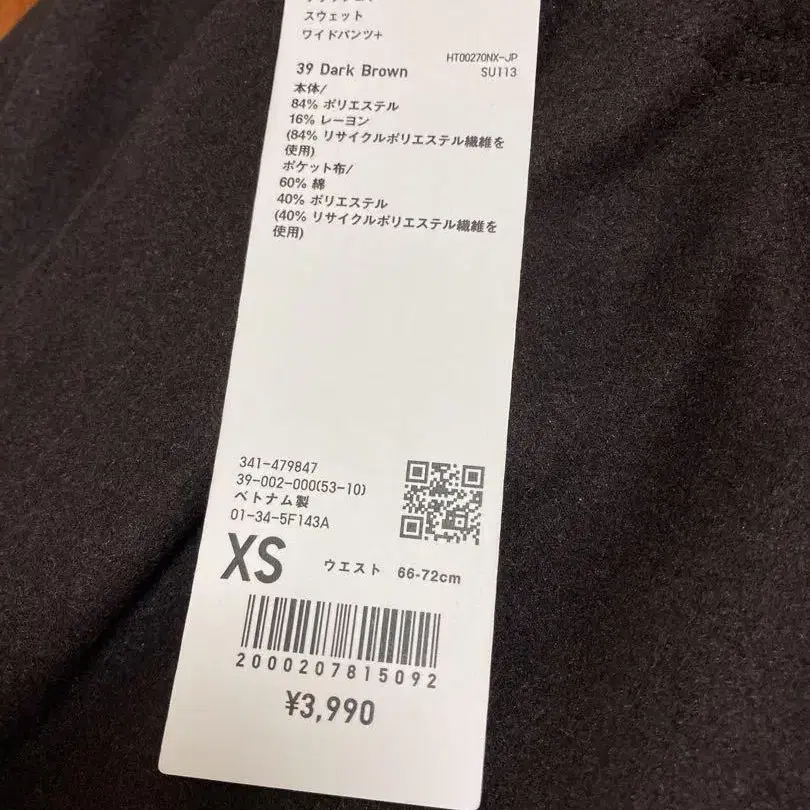 スウェット
ワイドパンツ+
HT00270NX-JP
39 Dark Brown SU113
本体/
84% ポリエステル
16% レーヨン
(84% リサイクルポリエステル繊維を
使用)
ポケット布/
60% 綿
40% ポリエステル
(40% リサイクルポリエステル繊維を
使用)
341-479847
39-002-000(53-10)
ベトナム製
01-34-5F143A
XS ウエスト 66-72cm
2000207815092
¥3,990